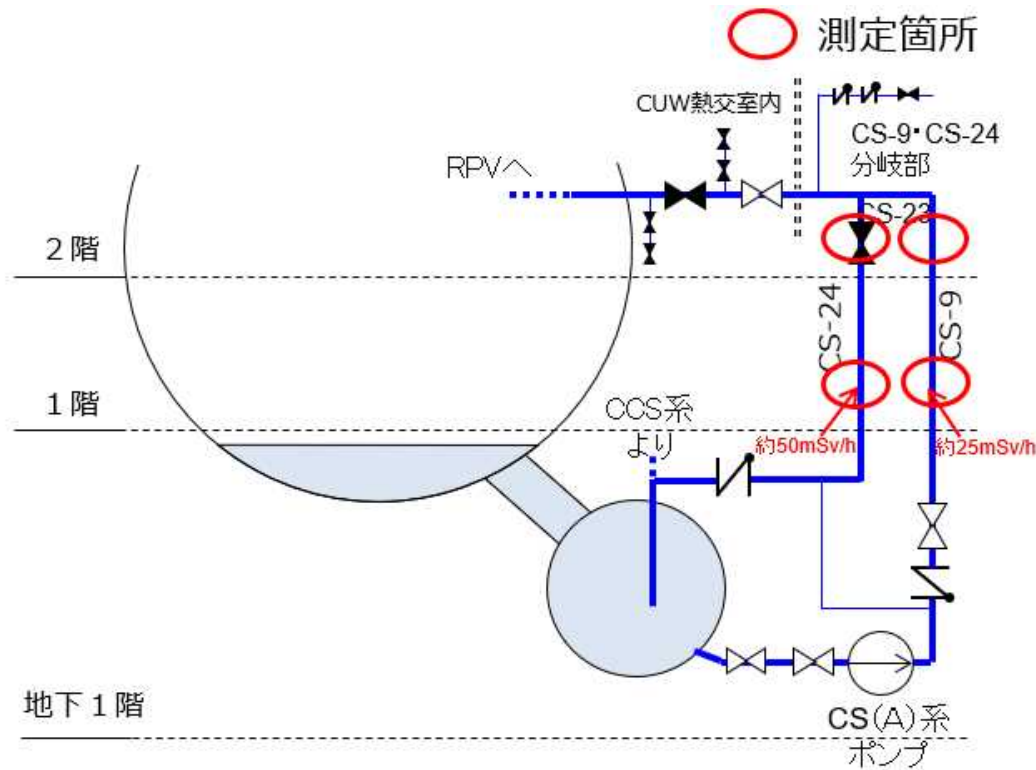 測定箇所
CUW熱交室内
CS-9・CS-24
分岐部
RPVへ
CS-23
2階
CS-24
CS-9
1階
CCS系
より
約50mSv/h
約25mSv/h
地下1階
CS(A)系
ポンプ